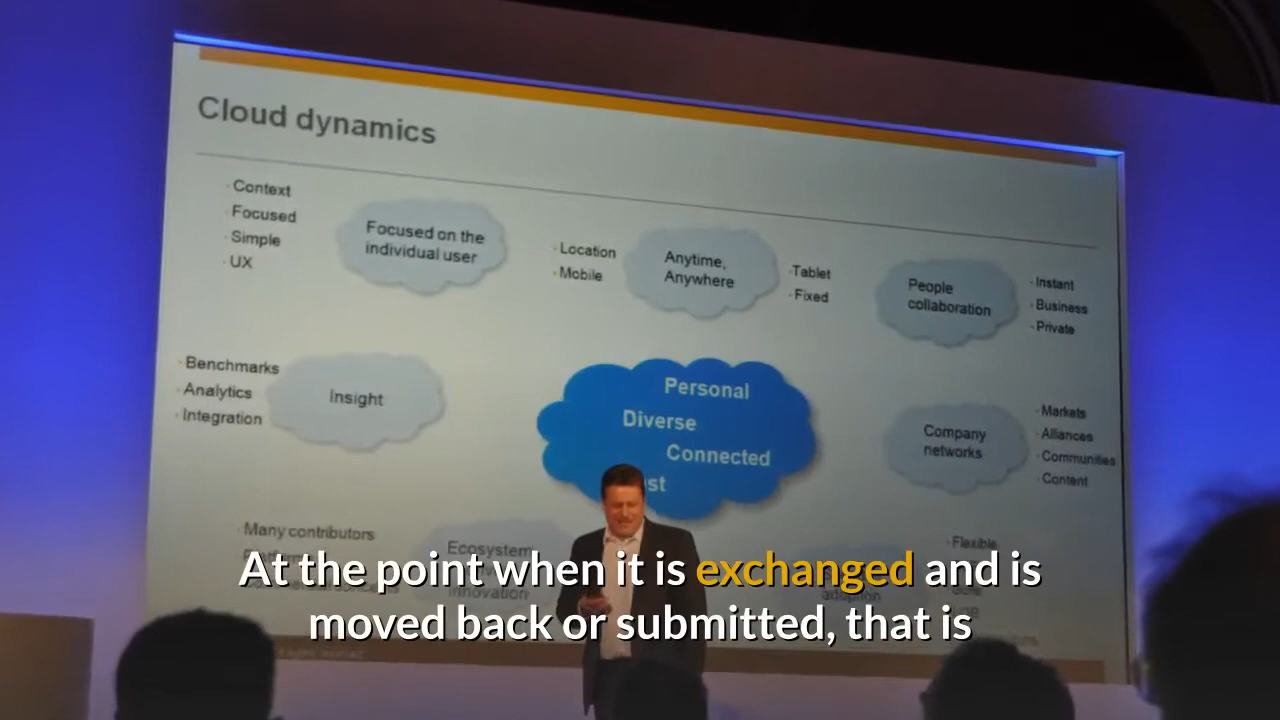 Cloud dynamics
· Context
· Focused
· Simple
· UX
Focused on the
individual user
· Location
· Mobile
Anytime,
Anywhere
· Tablet
· Fixed
People
collaboration
· Instant
· Business
· Private
· Benchmarks
· Analytics
· Integration
Insight
Personal
Diverse
Connected
Company
networks
· Markets
· Alliances
· Communities
· Content
· Many contributors
Ecosystem
innovation
· Flexible
adoption
At the point when it is exchanged and is
moved back or submitted, that is